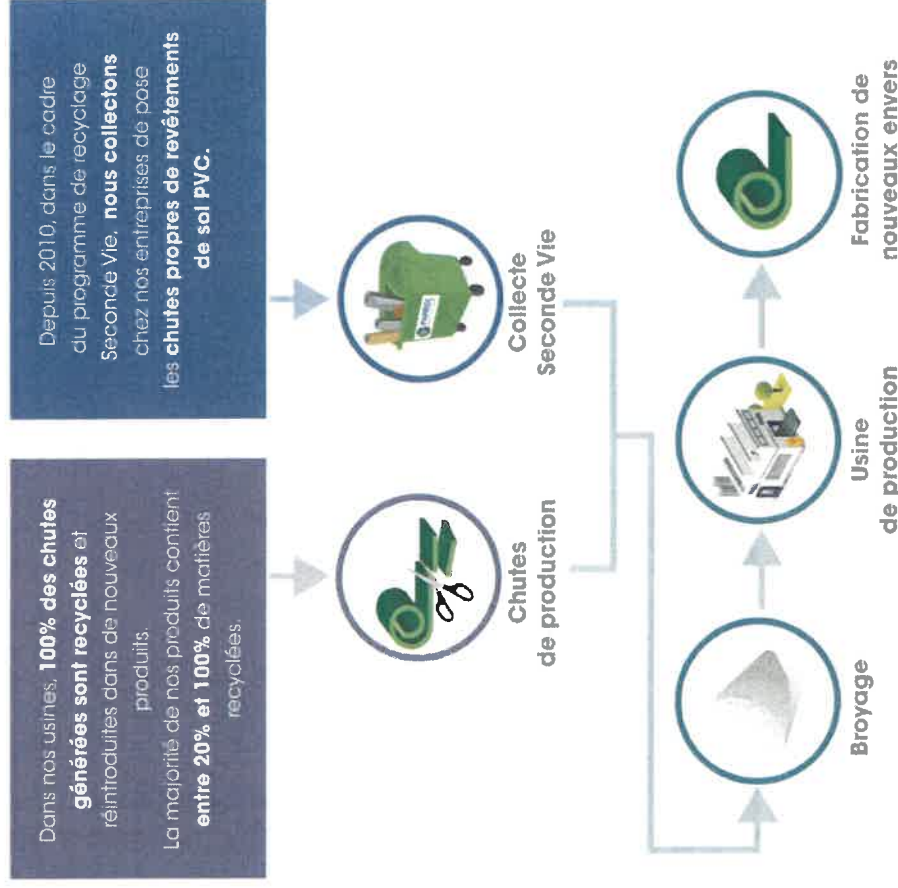 Dans nos usines, 100% des chutes
générées sont recyclées et
réintroduites dans de nouveaux
produits.
La majorité de nos produits contient
entre 20% et 100% de matières
recyclées.
Depuis 2010, dans le cadre
du programme de recyclage
Seconde Vie, nous collectons
chez nos entreprises de pose
les chutes propres de revêtements
de sol PVC.
Chutes
de production
Collecte
Seconde Vie
Broyage
Usine
de production
Fabrication de
nouveaux envers